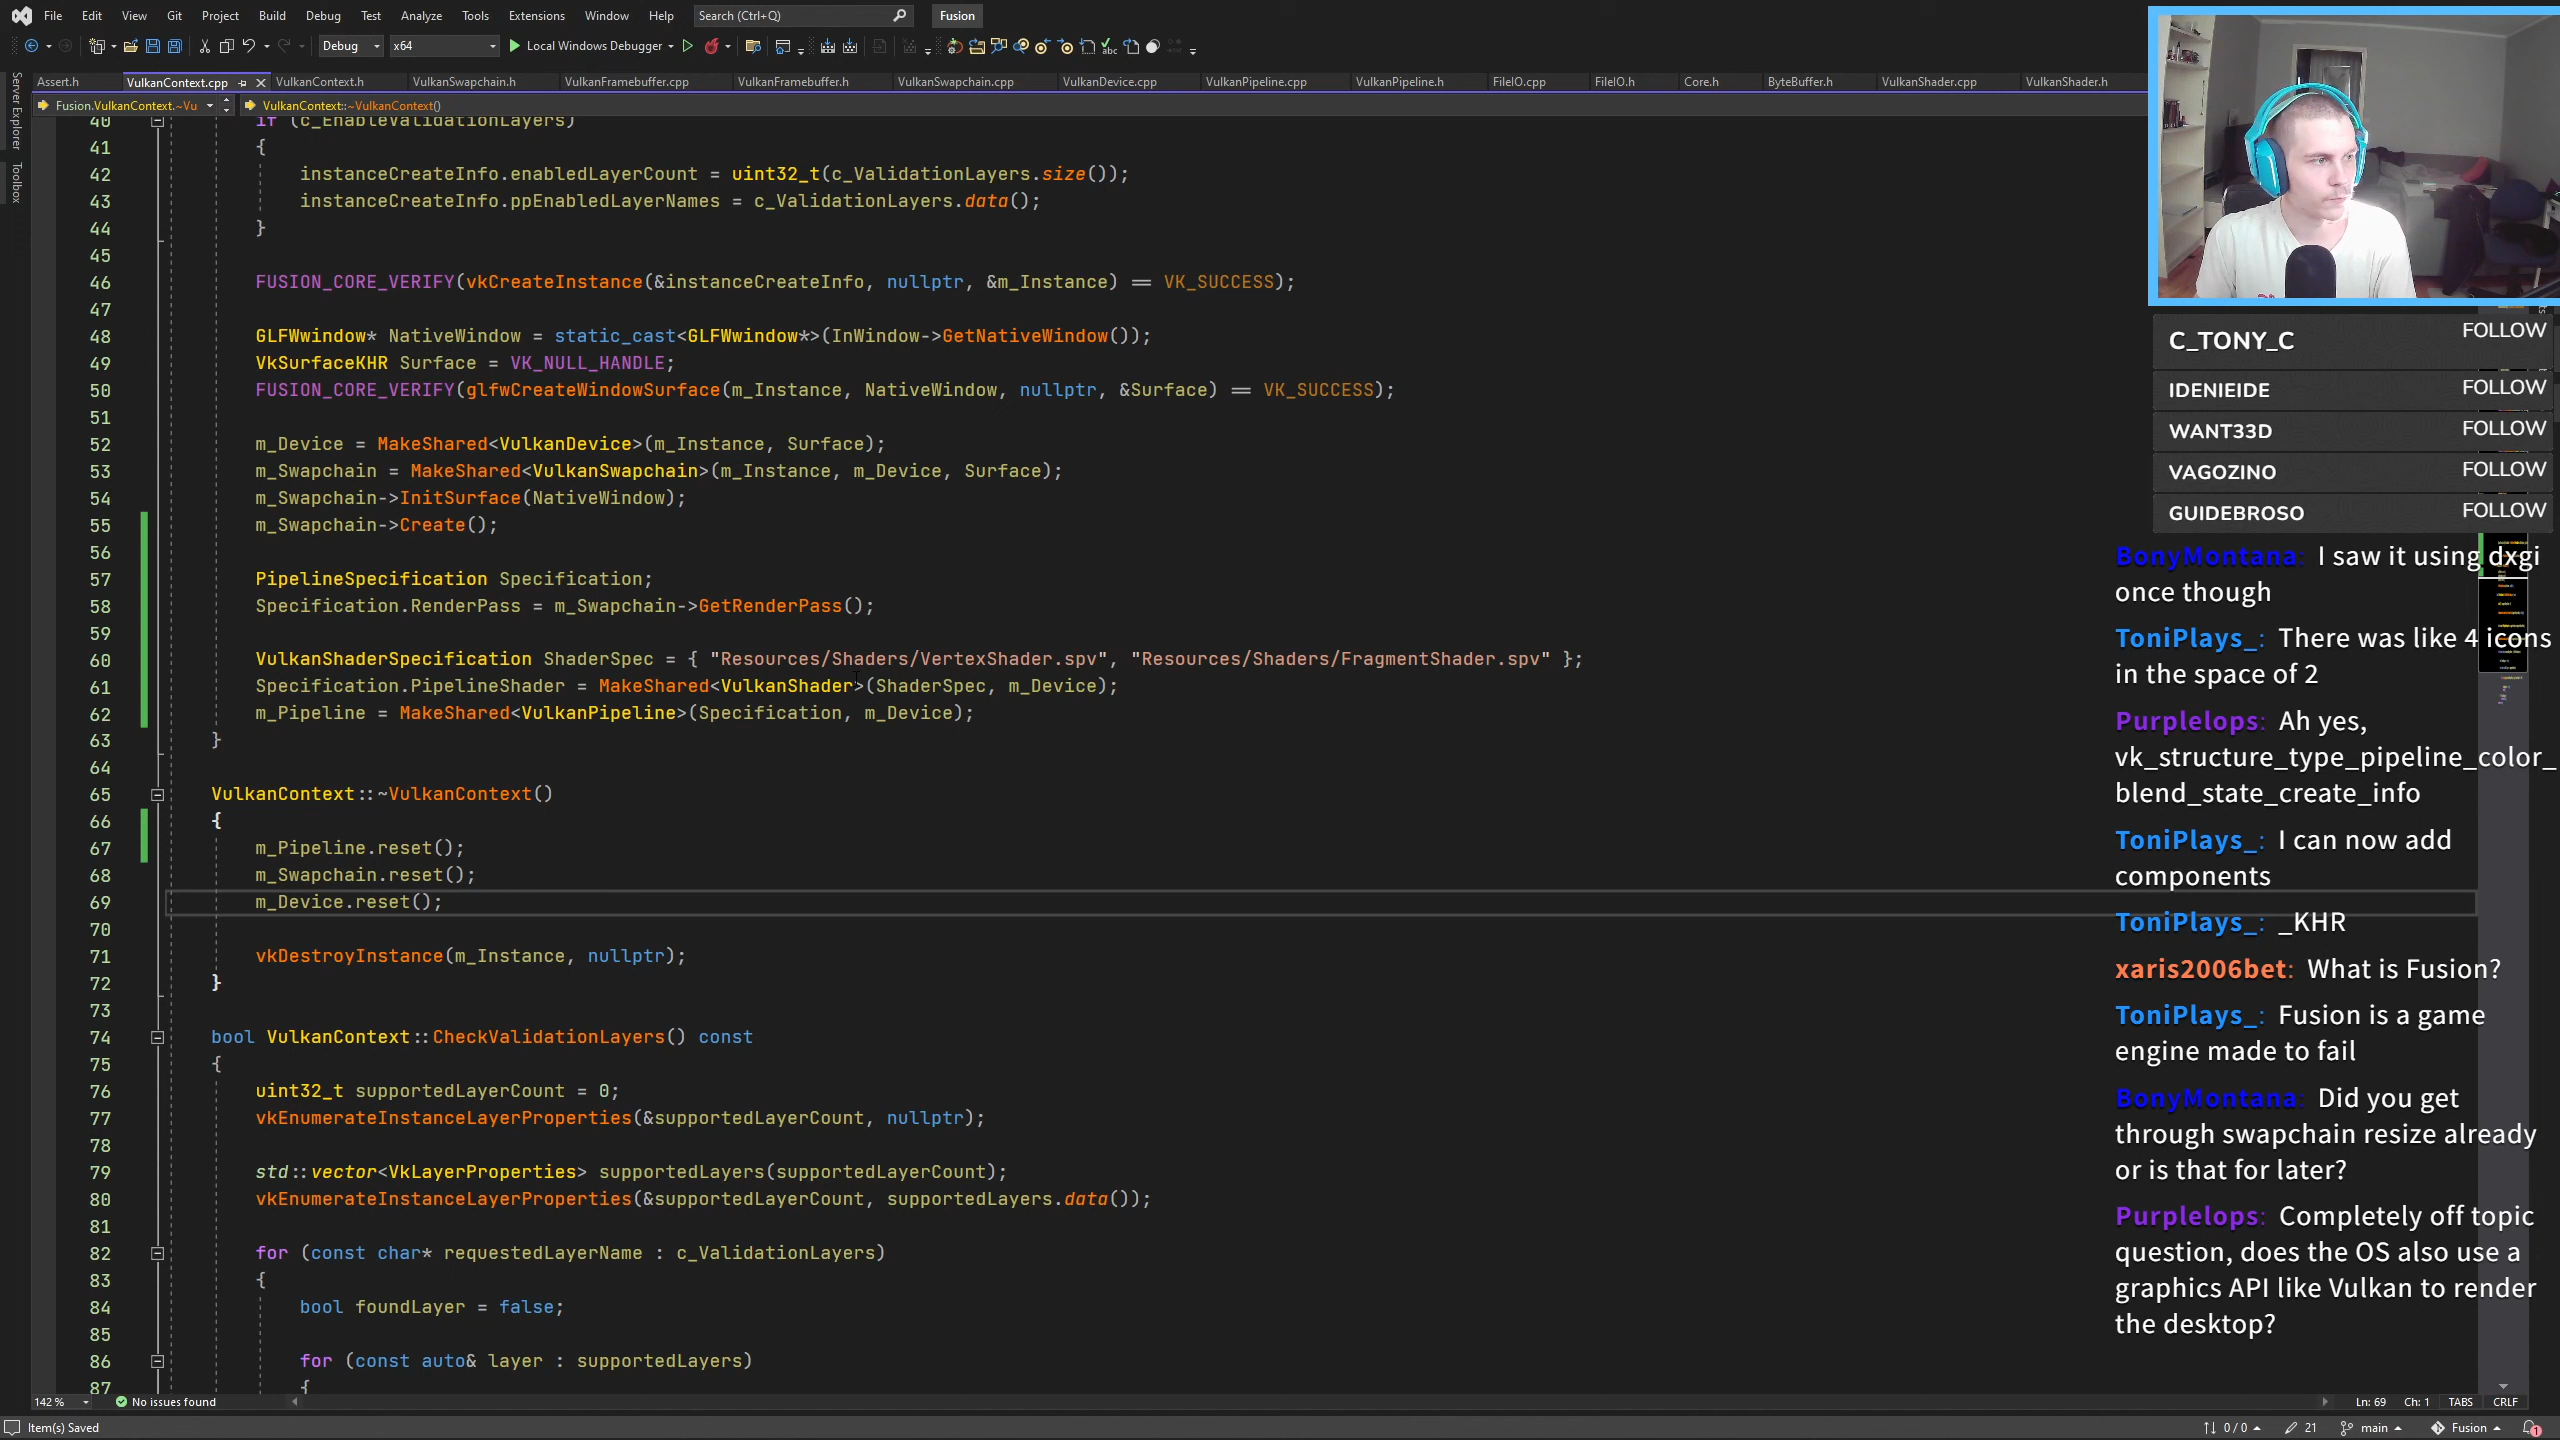 File Edit View Git Project Build Debug Test Analyze Tools Extensions Window Help Search (Ctrl+Q) Fusion
Debug x64 Local Windows Debugger
Assert.h VulkanContext.cpp VulkanContext.h VulkanSwapchain.h VulkanFramebuffer.cpp VulkanFramebuffer.h VulkanSwapchain.cpp VulkanDevice.cpp VulkanPipeline.cpp VulkanPipeline.h FileIO.cpp FileIO.h Core.h ByteBuffer.h VulkanShader.cpp VulkanShader.h
Fusion.VulkanContext.~Vu VulkanContext::~VulkanContext()
Server Explorer
Toolbox
40 if (c_EnableValidationLayers)
41 {
42 instanceCreateInfo.enabledLayerCount = uint32_t(c_ValidationLayers.size());
43 instanceCreateInfo.ppEnabledLayerNames = c_ValidationLayers.data();
44 }
45
46 FUSION_CORE_VERIFY(vkCreateInstance(&instanceCreateInfo, nullptr, &m_Instance) == VK_SUCCESS);
47
48 GLFWwindow* NativeWindow = static_cast<GLFWwindow*>(InWindow->GetNativeWindow());
49 VkSurfaceKHR Surface = VK_NULL_HANDLE;
50 FUSION_CORE_VERIFY(glfwCreateWindowSurface(m_Instance, NativeWindow, nullptr, &Surface) == VK_SUCCESS);
51
52 m_Device = MakeShared<VulkanDevice>(m_Instance, Surface);
53 m_Swapchain = MakeShared<VulkanSwapchain>(m_Instance, m_Device, Surface);
54 m_Swapchain->InitSurface(NativeWindow);
55 m_Swapchain->Create();
56
57 PipelineSpecification Specification;
58 Specification.RenderPass = m_Swapchain->GetRenderPass();
59
60 VulkanShaderSpecification ShaderSpec = { "Resources/Shaders/VertexShader.spv", "Resources/Shaders/FragmentShader.spv" };
61 Specification.PipelineShader = MakeShared<VulkanShader>(ShaderSpec, m_Device);
62 m_Pipeline = MakeShared<VulkanPipeline>(Specification, m_Device);
63 }
64
65 VulkanContext::~VulkanContext()
66 {
67 m_Pipeline.reset();
68 m_Swapchain.reset();
69 m_Device.reset();
70
71 vkDestroyInstance(m_Instance, nullptr);
72 }
73
74 bool VulkanContext::CheckValidationLayers() const
75 {
76 uint32_t supportedLayerCount = 0;
77 vkEnumerateInstanceLayerProperties(&supportedLayerCount, nullptr);
78
79 std::vector<VkLayerProperties> supportedLayers(supportedLayerCount);
80 vkEnumerateInstanceLayerProperties(&supportedLayerCount, supportedLayers.data());
81
82 for (const char* requestedLayerName : c_ValidationLayers)
83 {
84 bool foundLayer = false;
85
86 for (const auto& layer : supportedLayers)
87 {
C_TONY_C FOLLOW
IDENIEIDE FOLLOW
WANT33D FOLLOW
VAGOZINO FOLLOW
GUIDEBROSO FOLLOW
BonyMontana: I saw it using dxgi
once though
ToniPlays_: There was like 4 icons
in the space of 2
Purplelops: Ah yes,
vk_structure_type_pipeline_color_
blend_state_create_info
ToniPlays_: I can now add
components
ToniPlays_: _KHR
xaris2006bet: What is Fusion?
ToniPlays_: Fusion is a game
engine made to fail
BonyMontana: Did you get
through swapchain resize already
or is that for later?
Purplelops: Completely off topic
question, does the OS also use a
graphics API like Vulkan to render
the desktop?
142 % No issues found Ln: 69 Ch: 1 TABS CRLF
Item(s) Saved 0 / 0 21 main Fusion 1